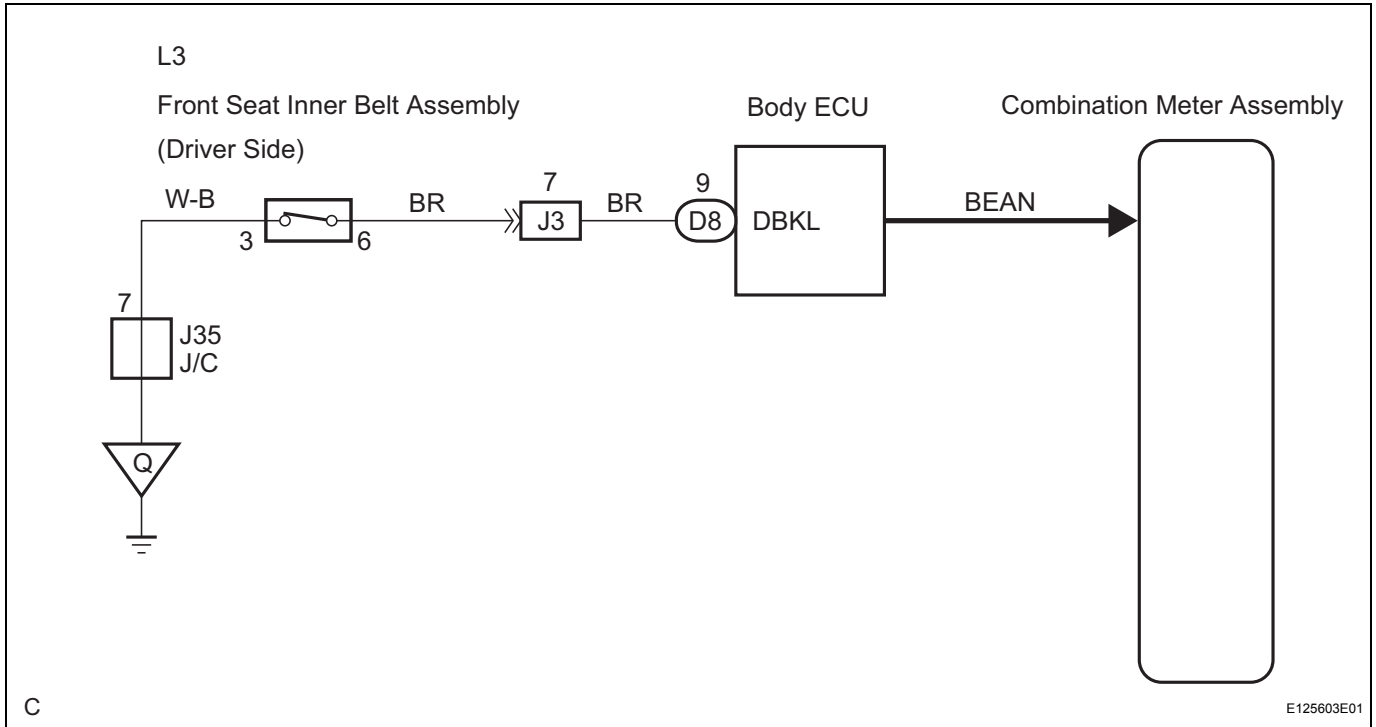 L3
Front Seat Inner Belt Assembly
(Driver Side)
Body ECU
Combination Meter Assembly
W-B
3
6
BR
7
J3
BR
9
D8
DBKL
BEAN
7
J35
J/C
Q
C
E125603E01